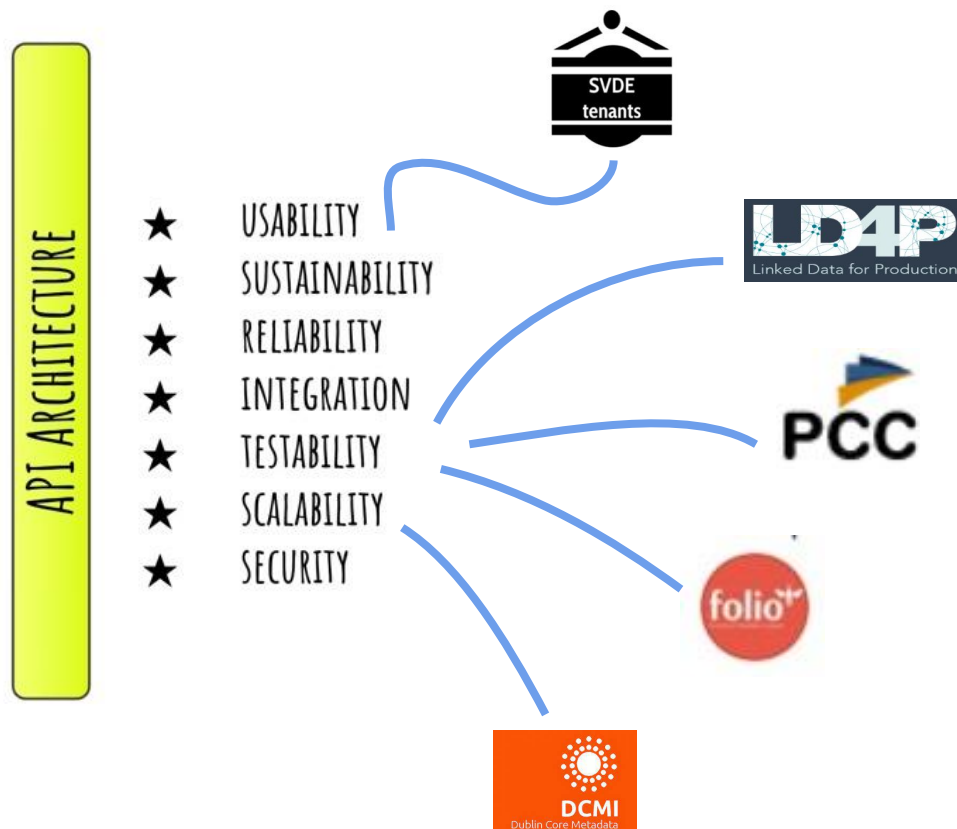 API ARCHITECTURE
SVDE
tenants
USABILITY
SUSTAINABILITY
RELIABILITY
INTEGRATION
TESTABILITY
SCALABILITY
SECURITY
LD4P
Linked Data for Production
PCC
folio
DCMI
Dublin Core Metadata